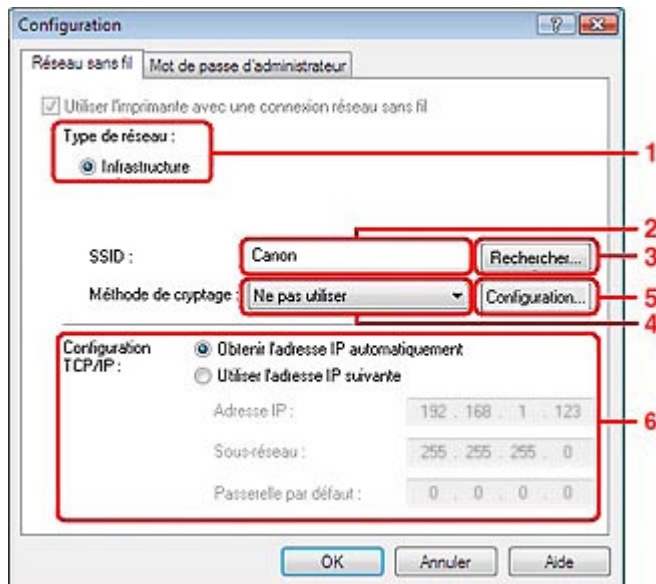 Configuration
Réseau sans fil Mot de passe d'administrateur
Utiliser l'imprimante avec une connexion réseau sans fil
Type de réseau :
Infrastructure
1
2
SSID : Canon Rechercher... 3
Méthode de cryptage : Ne pas utiliser Configuration... 5
4
Configuration TCP/IP : Obtenir l'adresse IP automatiquement
Utiliser l'adresse IP suivante
Adresse IP : 192 . 168 . 1 . 123
6
Sous-réseau : 255 . 255 . 255 . 0
Passerelle par défaut : 0 . 0 . 0 . 0
OK Annuler Aide